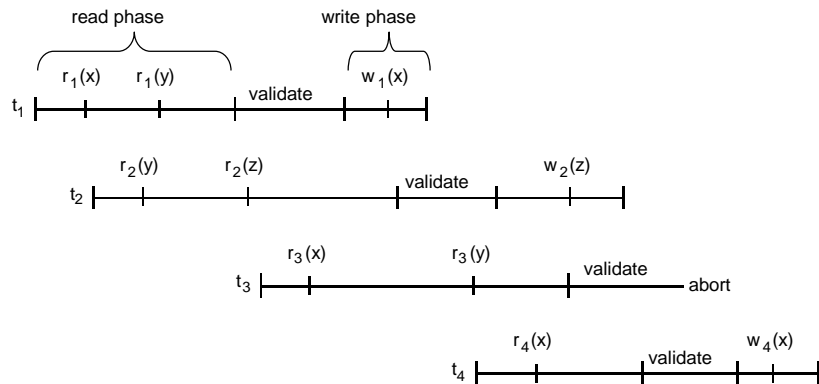 read phase write phase
r1(x) r1(y) w1(x)
validate
t1
r2(y) r2(z) w2(z)
validate
t2
r3(x) r3(y)
validate
t3 abort
r4(x) w4(x)
validate
t4